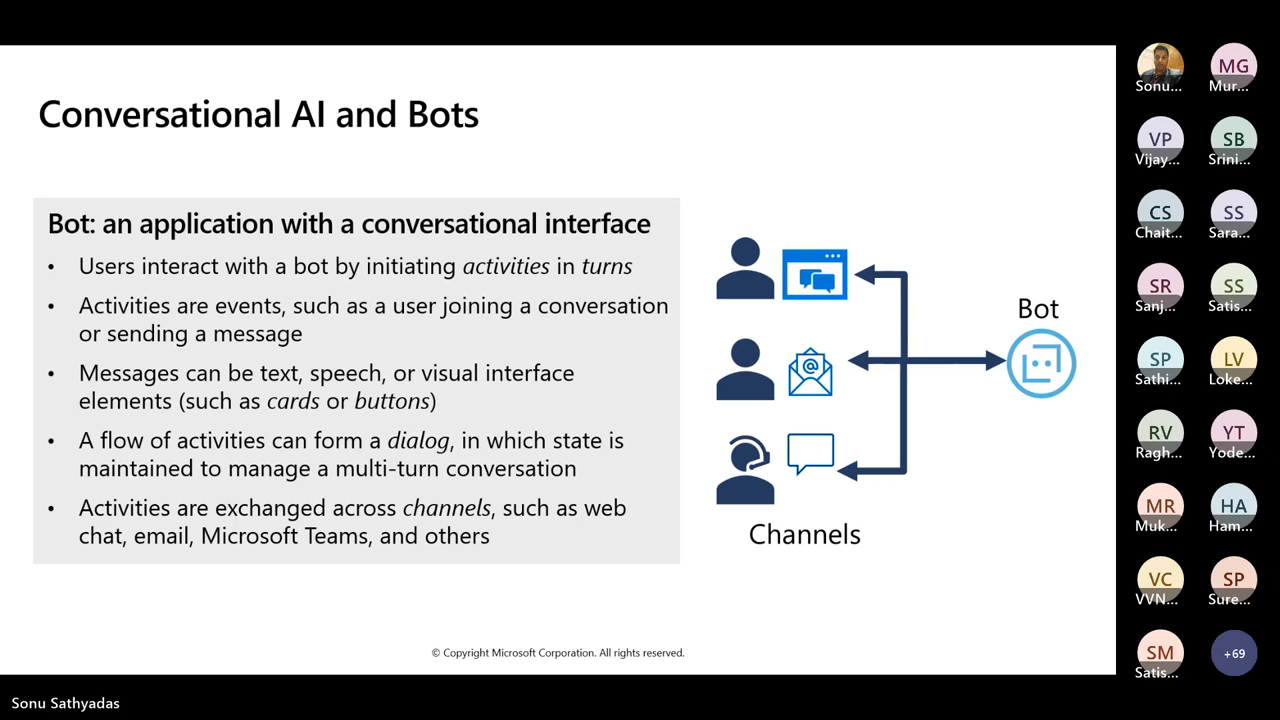 Conversational AI and Bots
Bot: an application with a conversational interface
• Users interact with a bot by initiating activities in turns
• Activities are events, such as a user joining a conversation
or sending a message
• Messages can be text, speech, or visual interface
elements (such as cards or buttons)
• A flow of activities can form a dialog, in which state is
maintained to manage a multi-turn conversation
• Activities are exchanged across channels, such as web
chat, email, Microsoft Teams, and others
@
Channels
Bot
© Copyright Microsoft Corporation. All rights reserved.
Sonu...
MG
Mur...
VP
Vijay...
SB
Srini...
CS
Chait...
SS
Sara...
SR
Sanj...
SS
Satis...
SP
Sathi...
LV
Loke...
RV
Ragh...
YT
Yode...
MR
Muk...
HA
Ham...
VC
VVN...
SP
Sure...
SM
Satis...
+69
Sonu Sathyadas